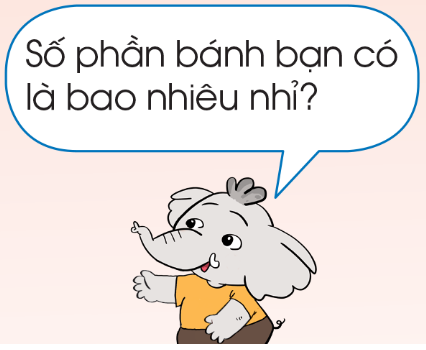 Số phần bánh bạn có
là bao nhiêu nhỉ?